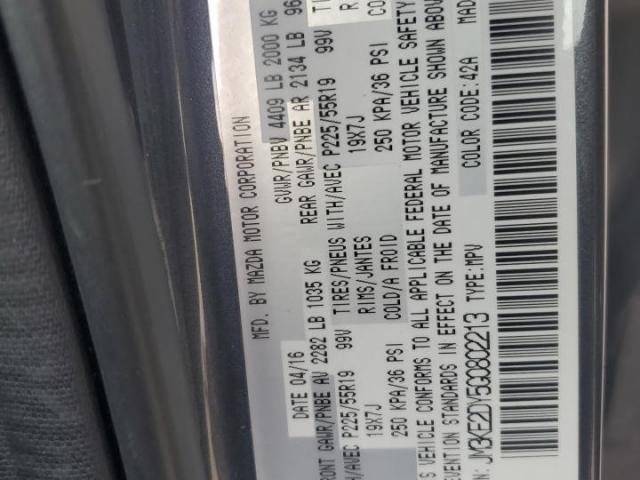 MFD. BY MAZDA MOTOR CORPORATION
DATE 04/16 GVWR/PNBV 4409 LB 2000 KG
FRONT GAWR/PNBE AV 2282 LB 1035 KG REAR GAWR/PNBE AR 2134 LB 96
H/AVEC P225/55R19 99V TIRES/PNEUS WITH/AVEC P225/55R19 99V TI
19X7J RIMS/JANTES 19X7J R
250 KPA/36 PSI COLD/A FROID 250 KPA/36 PSI CO
S VEHICLE CONFORMS TO ALL APPLICABLE FEDERAL MOTOR VEHICLE SAFETY
EVENTION STANDARDS IN EFFECT ON THE DATE OF MANUFACTURE SHOWN ABOV
N: JM3KE2DY5G0802213 TYPE:MPV COLOR CODE:42A MAD